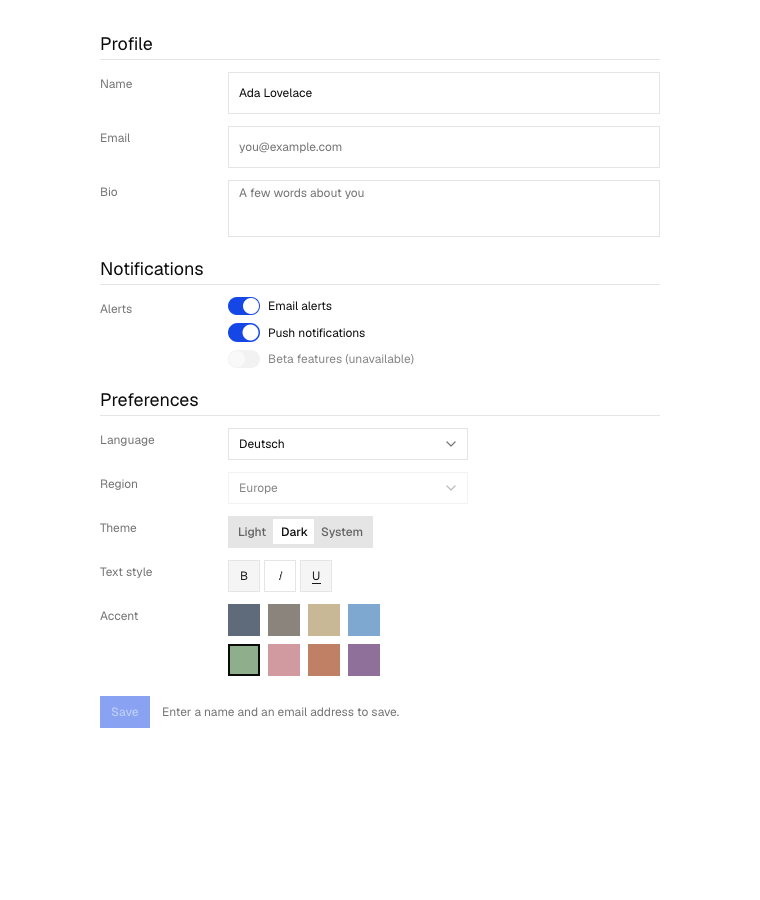 Profile
Name
Ada Lovelace
Email
you@example.com
Bio
A few words about you
Notifications
Alerts
Email alerts
Push notifications
Beta features (unavailable)
Preferences
Language
Deutsch
Region
Europe
Theme
Light Dark System
Text style
B I U
Accent
Save
Enter a name and an email address to save.